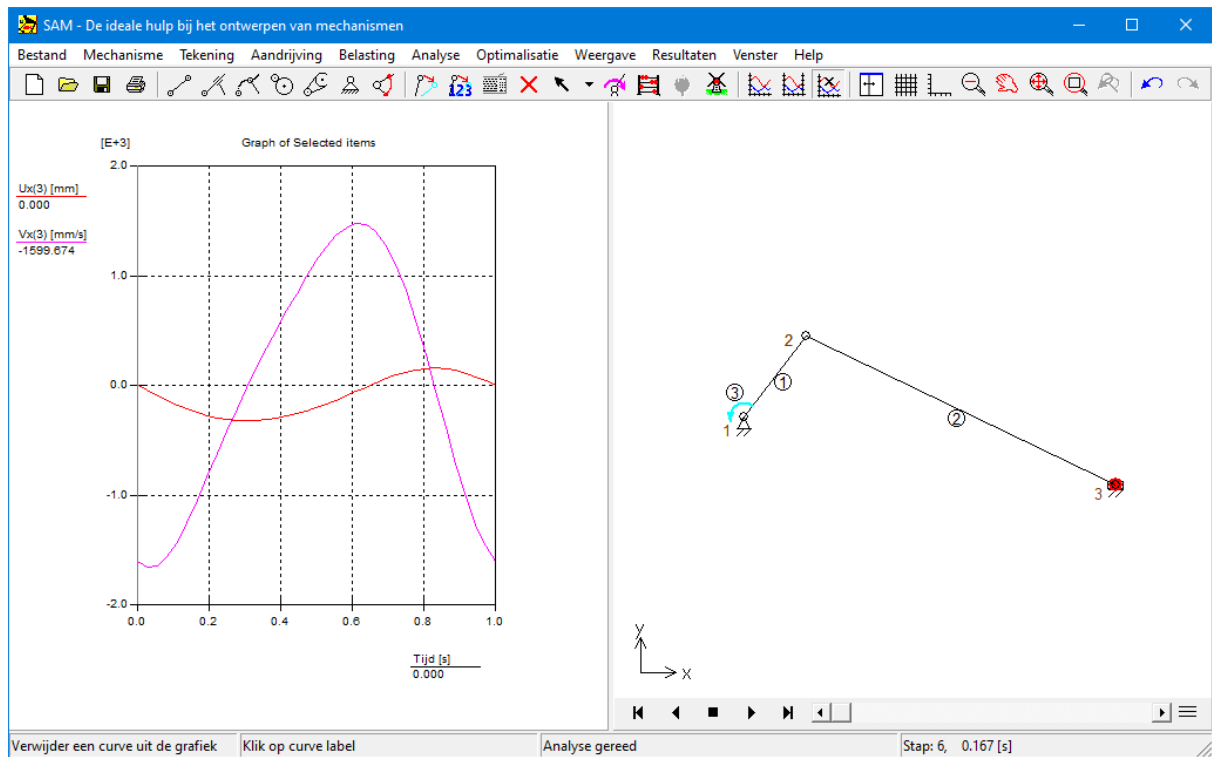 SAM - De ideale hulp bij het ontwerpen van mechanismen
Bestand Mechanisme Tekening Aandrijving Belasting Analyse Optimalisatie Weergave Resultaten Venster Help
123
[E+3] Graph of Selected items
2.0
Ux(3) [mm]
0.000
Vx(3) [mm/s]
-1599.674
1.0
0.0
-1.0
-2.0
0.0 0.2 0.4 0.6 0.8 1.0
Tijd [s]
0.000
2
1
3
2
1
3
y
x
Verwijder een curve uit de grafiek Klik op curve label Analyse gereed Stap: 6, 0.167 [s]